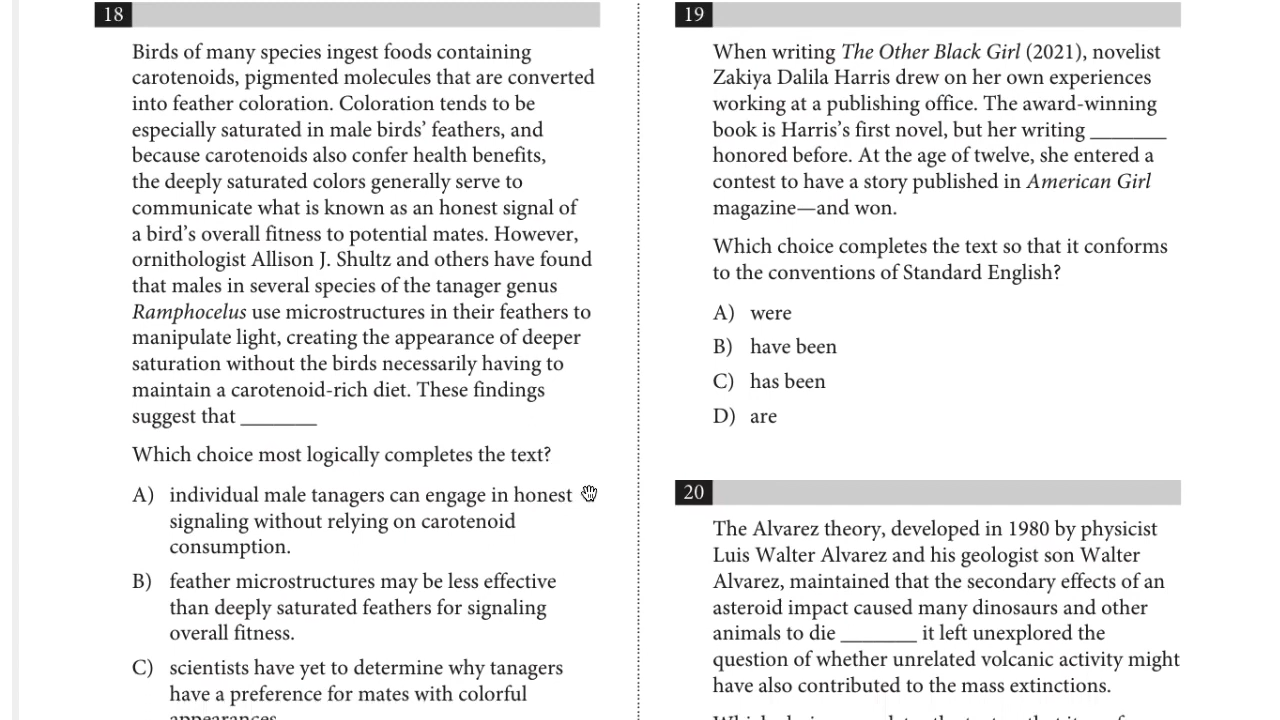 18
Birds of many species ingest foods containing
carotenoids, pigmented molecules that are converted
into feather coloration. Coloration tends to be
especially saturated in male birds’ feathers, and
because carotenoids also confer health benefits,
the deeply saturated colors generally serve to
communicate what is known as an honest signal of
a bird’s overall fitness to potential mates. However,
ornithologist Allison J. Shultz and others have found
that males in several species of the tanager genus
Ramphocelus use microstructures in their feathers to
manipulate light, creating the appearance of deeper
saturation without the birds necessarily having to
maintain a carotenoid-rich diet. These findings
suggest that _______
Which choice most logically completes the text?
A) individual male tanagers can engage in honest
signaling without relying on carotenoid
consumption.
B) feather microstructures may be less effective
than deeply saturated feathers for signaling
overall fitness.
C) scientists have yet to determine why tanagers
have a preference for mates with colorful
appearances.
19
When writing The Other Black Girl (2021), novelist
Zakiya Dalila Harris drew on her own experiences
working at a publishing office. The award-winning
book is Harris’s first novel, but her writing _______
honored before. At the age of twelve, she entered a
contest to have a story published in American Girl
magazine—and won.
Which choice completes the text so that it conforms
to the conventions of Standard English?
A) were
B) have been
C) has been
D) are
20
The Alvarez theory, developed in 1980 by physicist
Luis Walter Alvarez and his geologist son Walter
Alvarez, maintained that the secondary effects of an
asteroid impact caused many dinosaurs and other
animals to die _______ it left unexplored the
question of whether unrelated volcanic activity might
have also contributed to the mass extinctions.